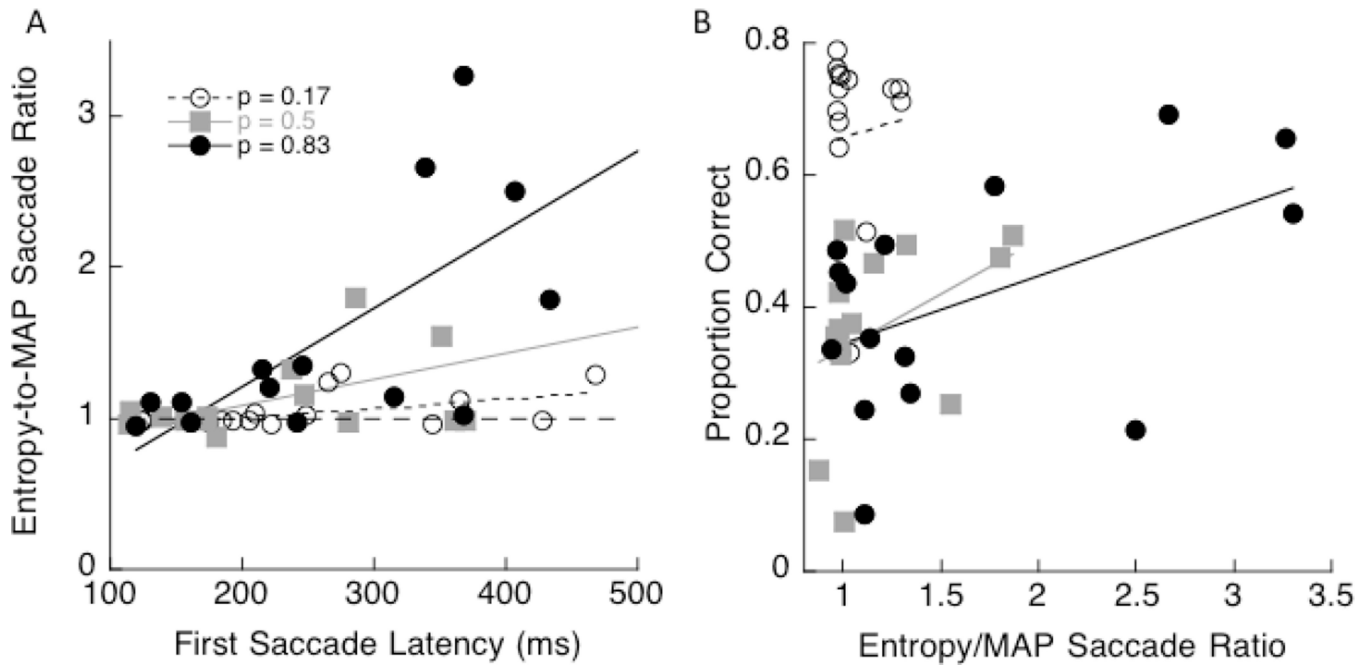 A
Entropy-to-MAP Saccade Ratio
3
2
1
0
p = 0.17
p = 0.5
p = 0.83
100 200 300 400 500
First Saccade Latency (ms)
B
Proportion Correct
0.8
0.6
0.4
0.2
0
1 1.5 2 2.5 3 3.5
Entropy/MAP Saccade Ratio